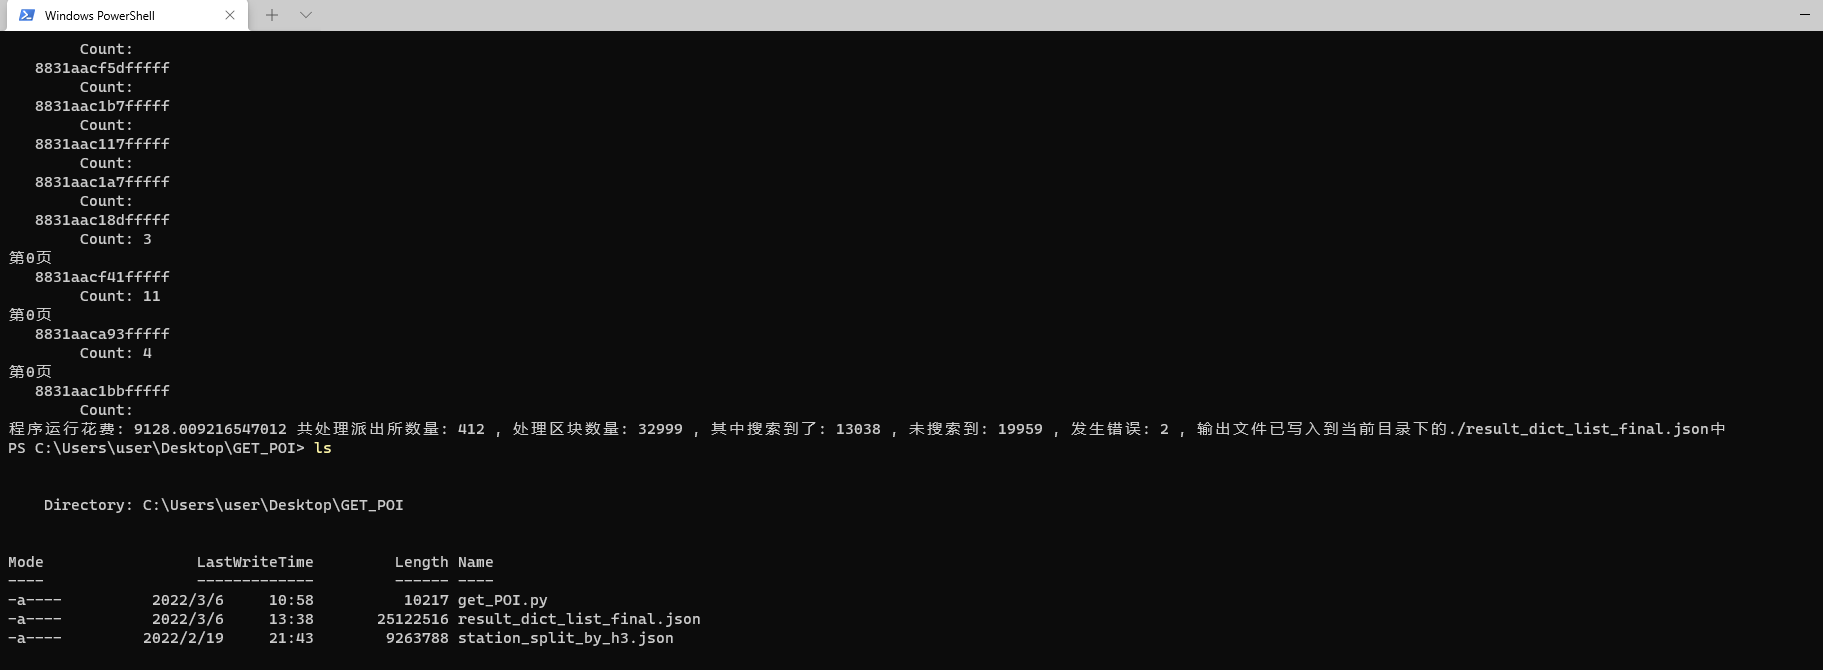 Windows PowerShell
Count:
8831aacf5dfffff
Count:
8831aac1b7fffff
Count:
8831aac117fffff
Count:
8831aac1a7fffff
Count:
8831aac18dfffff
Count: 3
第0页
8831aacf41fffff
Count: 11
第0页
8831aaca93fffff
Count: 4
第0页
8831aac1bbfffff
Count:
程序运行花费: 9128.009216547012 共处理派出所数量: 412 , 处理区块数量: 32999 , 其中搜索到了: 13038 , 未搜索到: 19959 , 发生错误: 2 , 输出文件已写入到当前目录下的./result_dict_list_final.json中
PS C:\Users\user\Desktop\GET_POI> ls
Directory: C:\Users\user\Desktop\GET_POI
Mode LastWriteTime Length Name
---- ------------- ------ ----
-a---- 2022/3/6 10:58 10217 get_POI.py
-a---- 2022/3/6 13:38 25122516 result_dict_list_final.json
-a---- 2022/2/19 21:43 9263788 station_split_by_h3.json